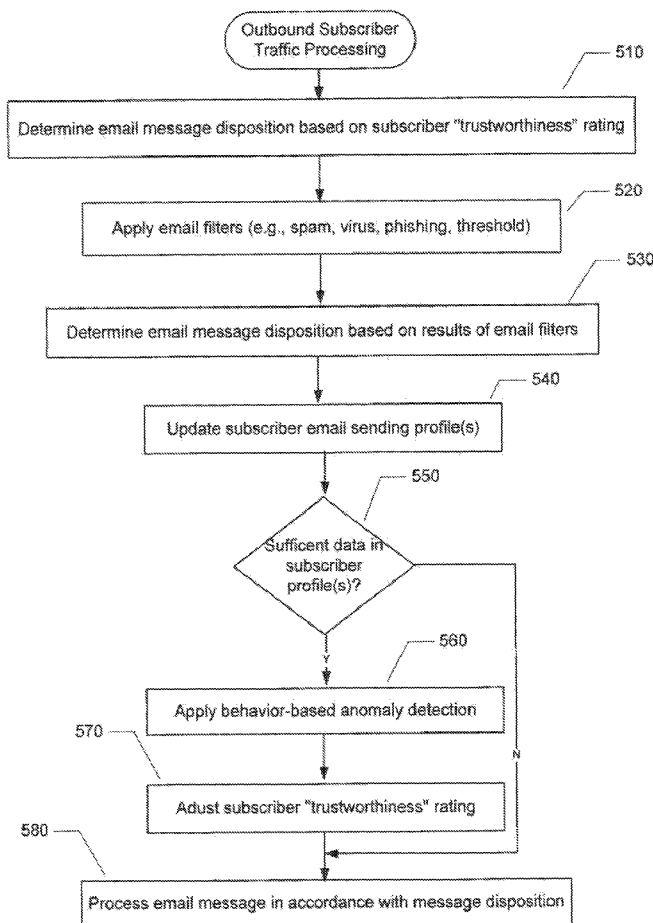 Outbound Subscriber
Traffic Processing
510
Determine email message disposition based on subscriber "trustworthiness" rating
520
Apply email filters (e.g., spam, virus, phishing, threshold)
530
Determine email message disposition based on results of email filters
540
Update subscriber email sending profile(s)
550
Sufficent data in
subscriber
profile(s)?
Y
560
Apply behavior-based anomaly detection
N
570
Adust subscriber "trustworthiness" rating
580
Process email message in accordance with message disposition